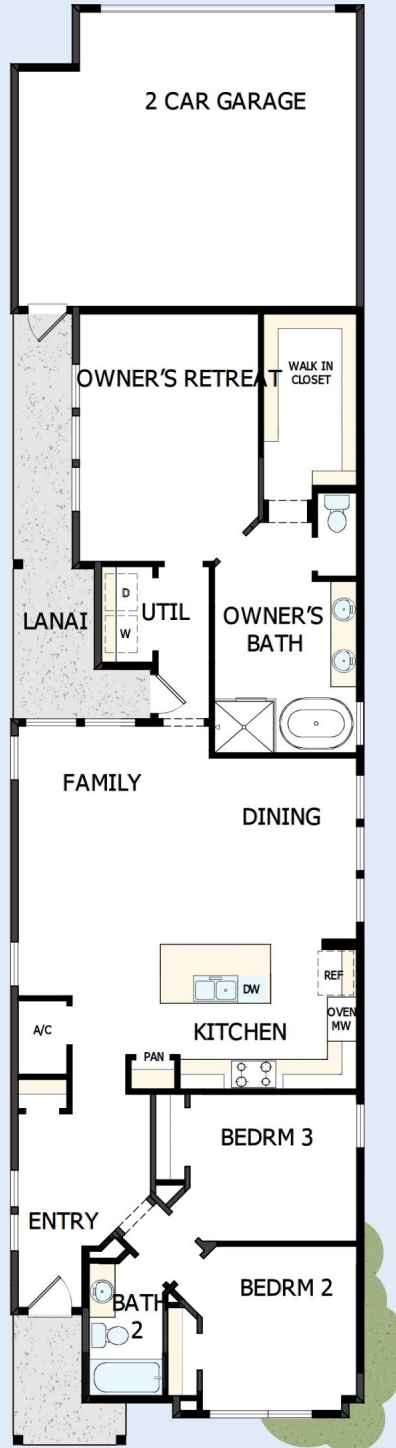 2 CAR GARAGE
OWNER'S RETREAT
WALK IN
CLOSET
LANAI
D
W
UTIL
OWNER'S
BATH
FAMILY
DINING
REF
DW
OVEN
MW
A/C
KITCHEN
PAN
BEDRM 3
ENTRY
BEDRM 2
BATH
2